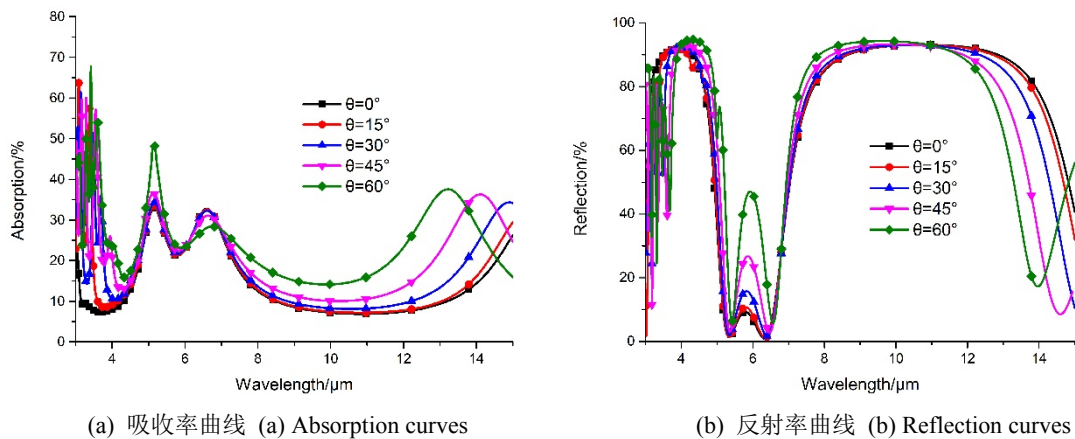 80
70
60
50
40
30
20
10
0
Absorption/%
θ=0°
θ=15°
θ=30°
θ=45°
θ=60°
4 6 8 10 12 14
Wavelength/μm
(a) 吸收率曲线 (a) Absorption curves
100
80
60
40
20
0
Reflection/%
θ=0°
θ=15°
θ=30°
θ=45°
θ=60°
4 6 8 10 12 14
Wavelength/μm
(b) 反射率曲线 (b) Reflection curves